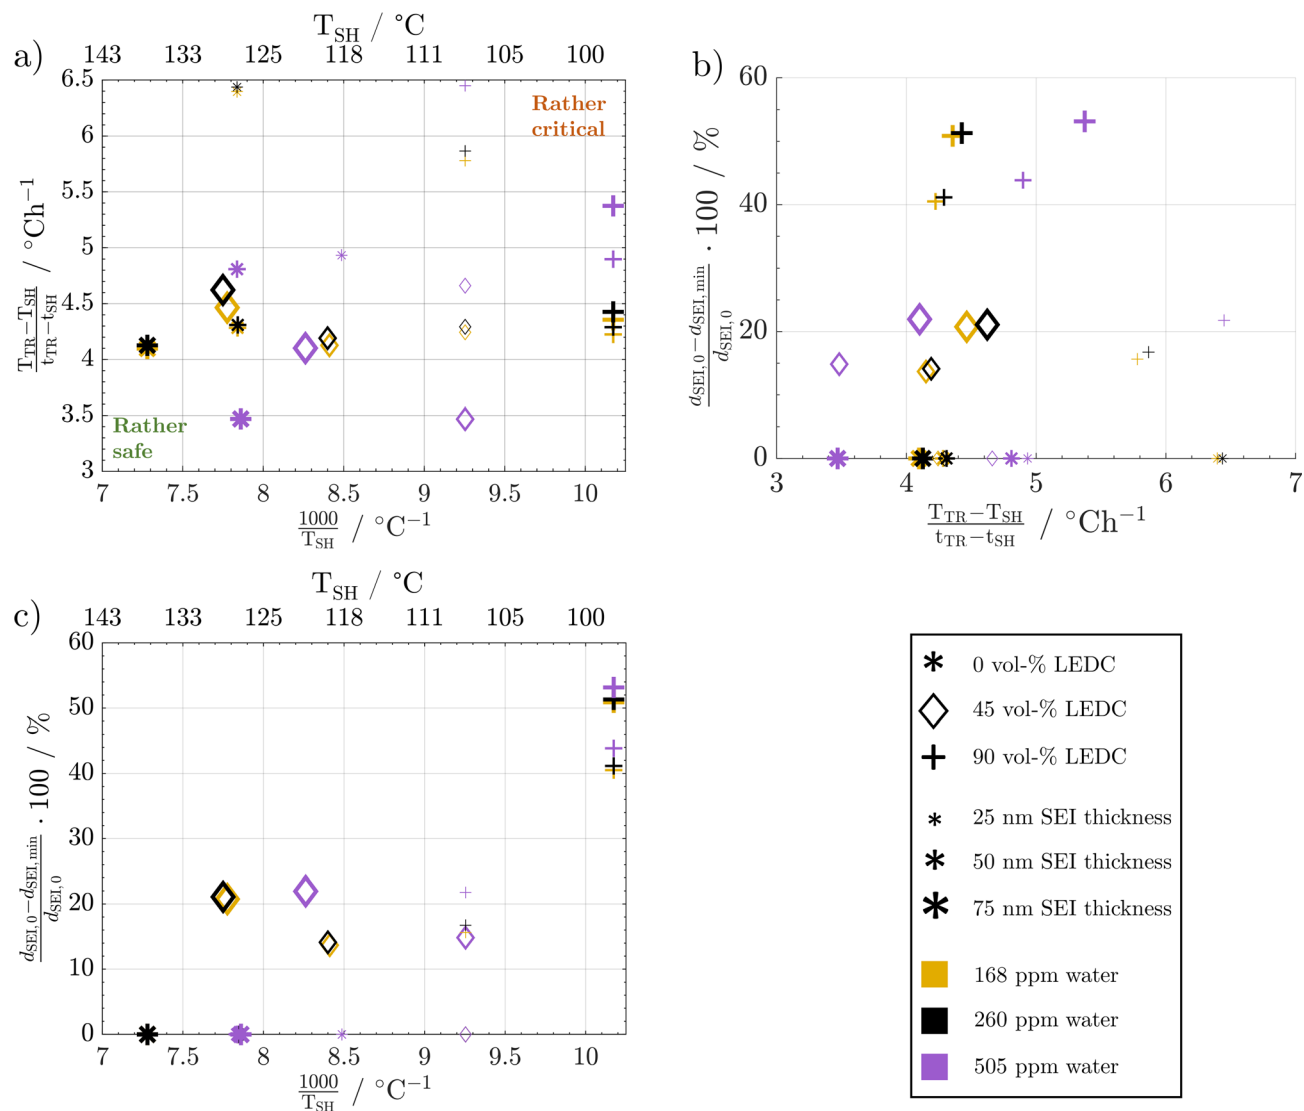 T_SH / °C
a)
143 133 125 118 111 105 100
6.5
6
5.5
5
4.5
4
3.5
3
T_TR−T_SH / t_TR−t_SH / °Ch⁻¹
Rather
critical
Rather
safe
7 7.5 8 8.5 9 9.5 10
1000 / T_SH / °C⁻¹
b)
60
40
20
0
d_SEI,0−d_SEI,min / d_SEI,0 · 100 / %
3 4 5 6 7
T_TR−T_SH / t_TR−t_SH / °Ch⁻¹
T_SH / °C
c)
143 133 125 118 111 105 100
60
50
40
30
20
10
0
d_SEI,0−d_SEI,min / d_SEI,0 · 100 / %
7 7.5 8 8.5 9 9.5 10
1000 / T_SH / °C⁻¹
0 vol-% LEDC
45 vol-% LEDC
90 vol-% LEDC
25 nm SEI thickness
50 nm SEI thickness
75 nm SEI thickness
168 ppm water
260 ppm water
505 ppm water